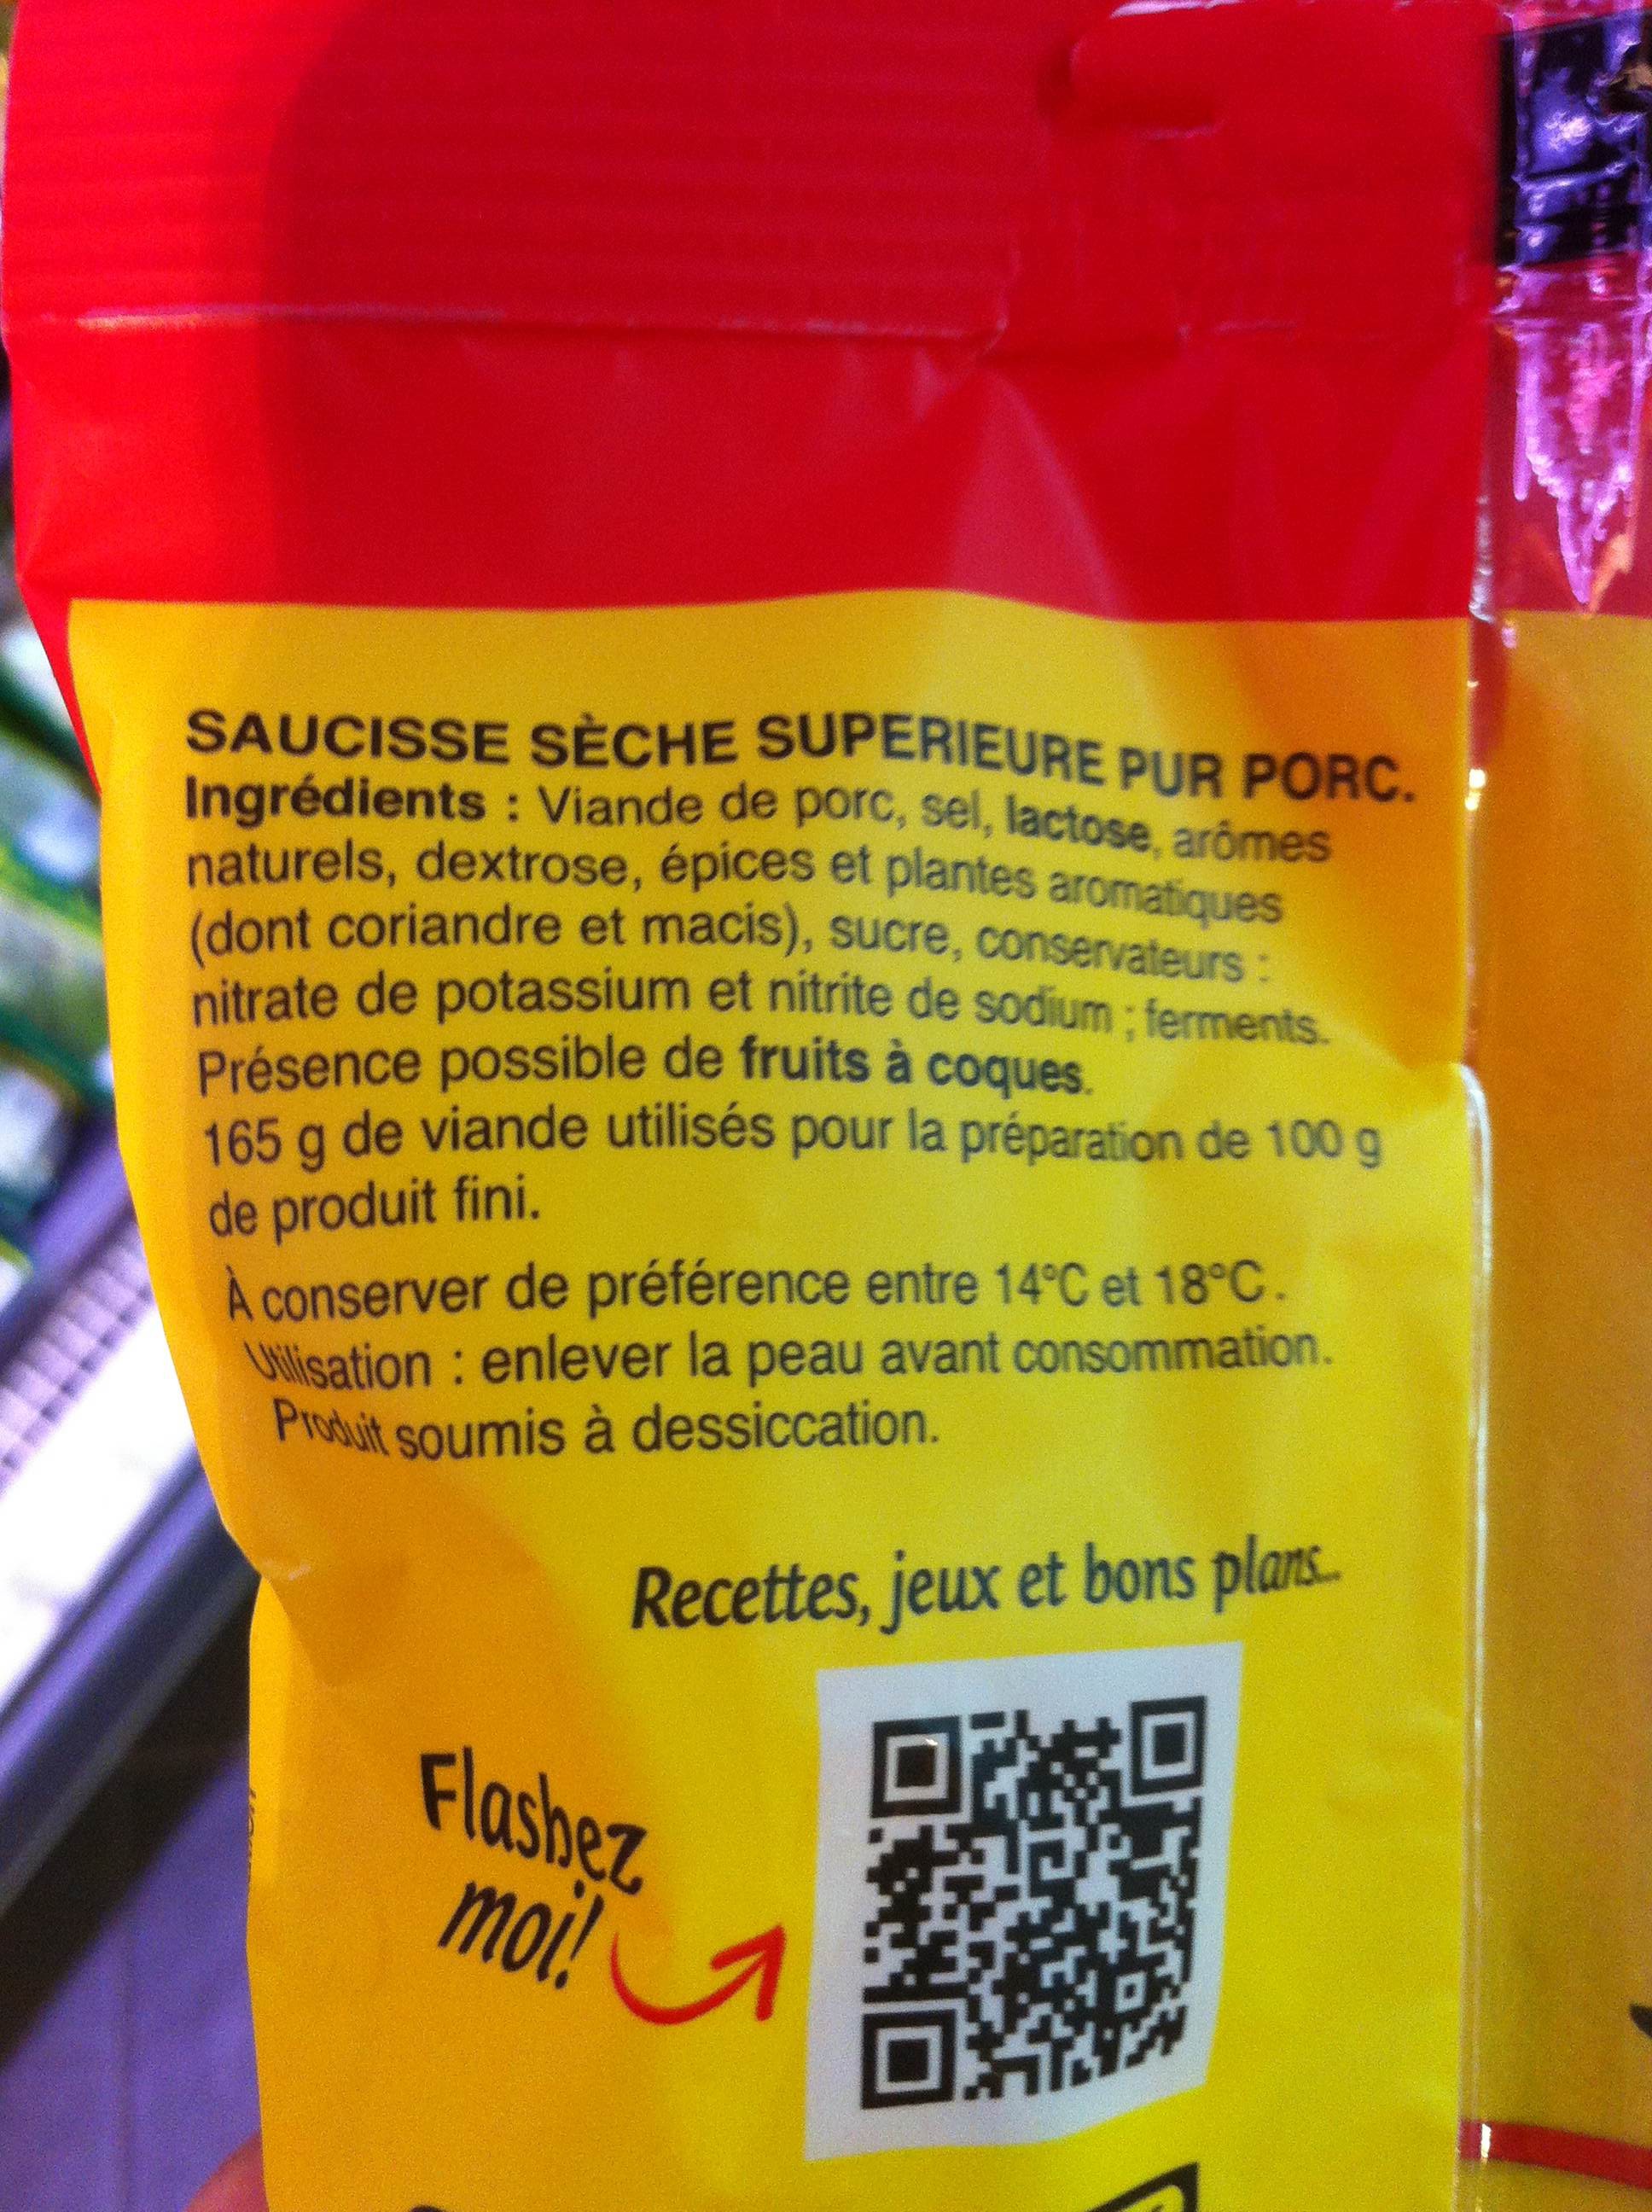 SAUCISSE SÈCHE SUPERIEURE PUR PORC.
Ingrédients : Viande de porc, sel, lactose, arômes
naturels, dextrose, épices et plantes aromatiques
(dont coriandre et macis), sucre, conservateurs :
nitrate de potassium et nitrite de sodium ; ferments.
Présence possible de fruits à coques.
165 g de viande utilisés pour la préparation de 100 g
de produit fini.
À conserver de préférence entre 14°C et 18°C.
Utilisation : enlever la peau avant consommation.
Produit soumis à dessiccation.
Recettes, jeux et bons plans...
Flashez
moi!